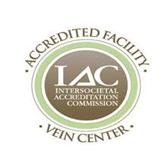 ACCREDITED FACILITY
IAC
INTERSOCIETAL
ACCREDITATION
COMMISSION
VEIN CENTER